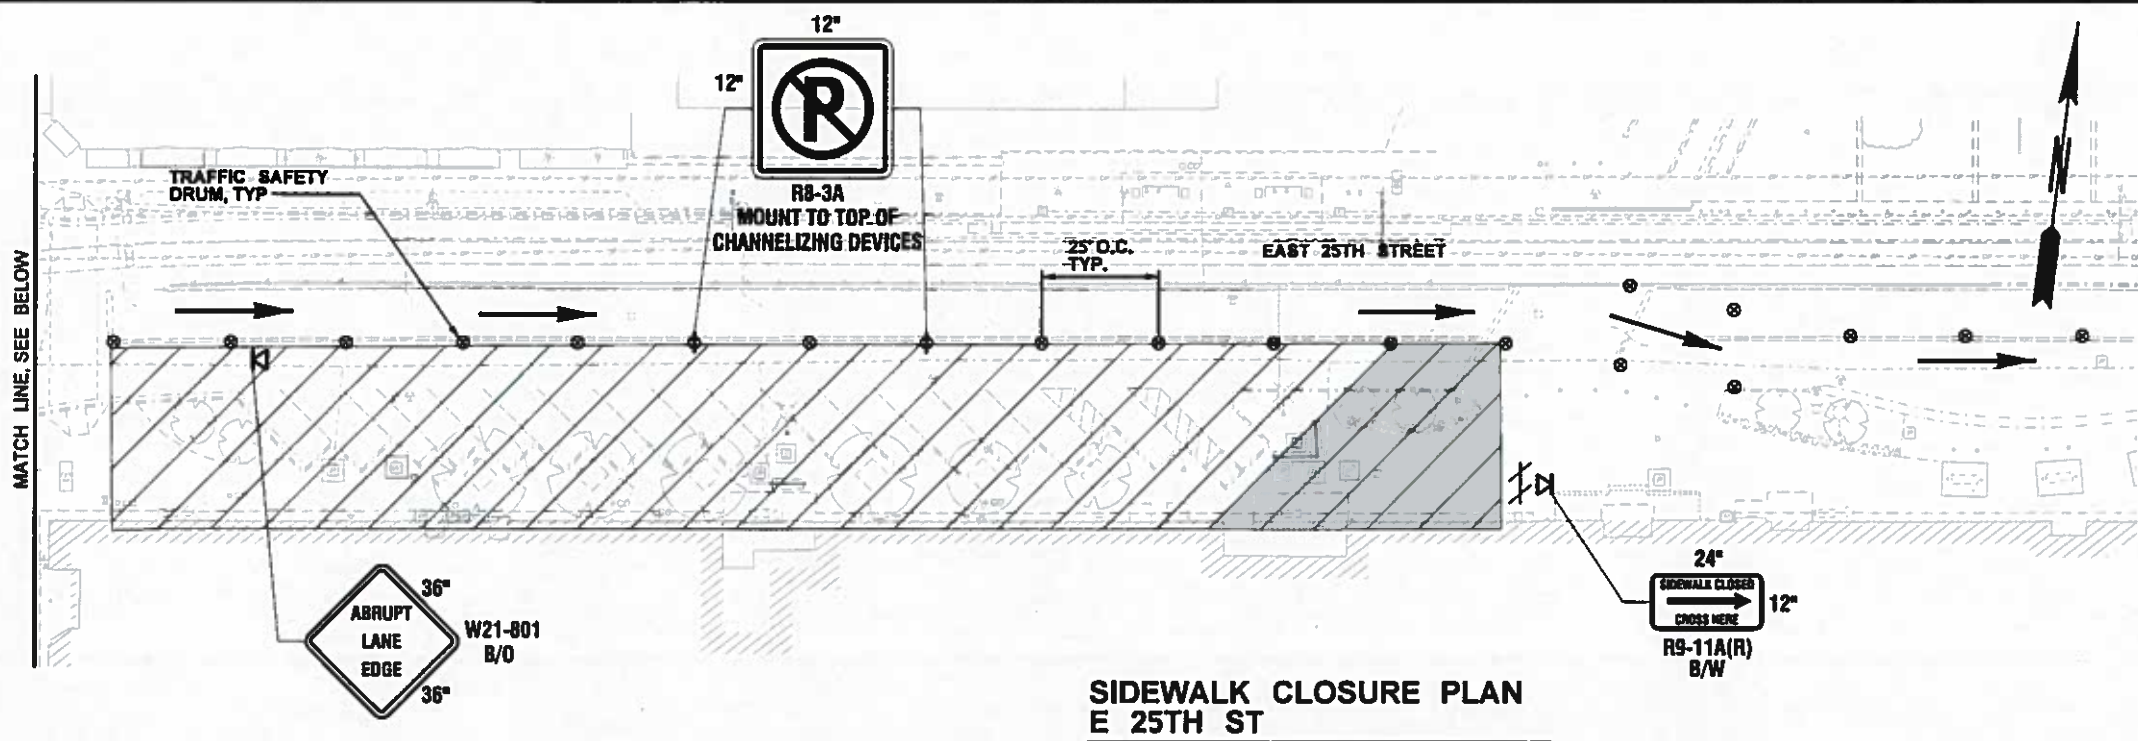 12"
12"
P
R8-3A
MOUNT TO TOP OF
CHANNELIZING DEVICES
TRAFFIC SAFETY
DRUM, TYP
25' O.C.
TYP.
EAST 25TH STREET
N
MATCH LINE, SEE BELOW
ABRUPT
LANE
EDGE
36"
36"
W21-801
B/O
24"
SIDEWALK CLOSED
CROSS HERE
12"
R9-11A(R)
B/W
SIDEWALK CLOSURE PLAN
E 25TH ST